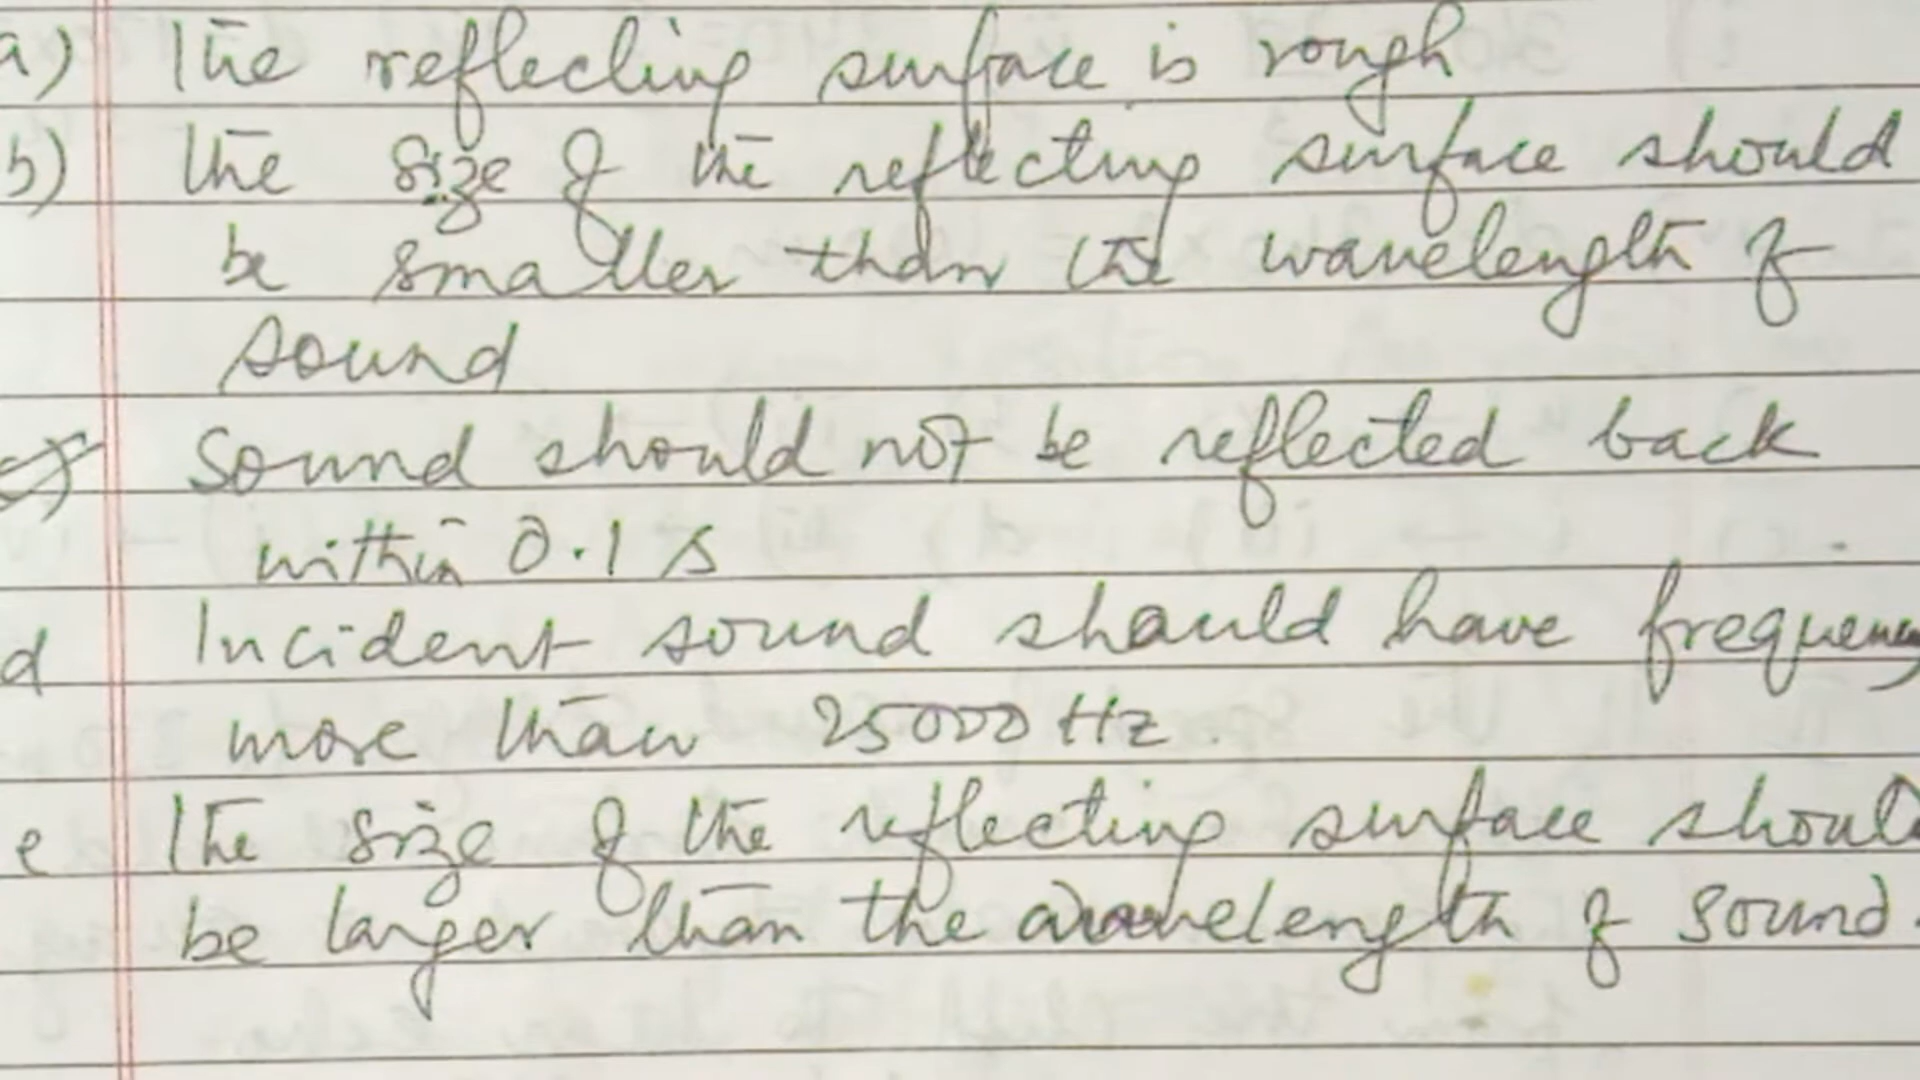 a) The reflecting surface is rough
b) The size of the reflecting surface should
be smaller than the wavelength of
sound
c) Sound should not be reflected back
within 0.1 s
d Incident sound should have frequency
more than 25000 Hz.
e The size of the reflecting surface should
be larger than the wavelength of sound.